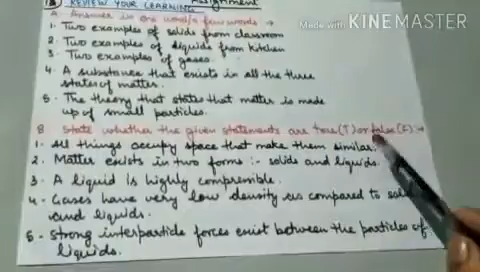 REVIEW YOUR LEARNING Assignment
Made With KINEMASTER
A Answer in one word/a few words →
1. Two examples of solids from classroom
2. Two examples of liquids from kitchen
3. Two examples of gases.
4. A substance that exists in all the three
states of matter.
5. The theory that states that matter is made
up of small particles.
B State whether the given statements are true(T) or false(F):→
1. All things occupy space that make them similar.
2. Matter exists in two forms :- solids and liquids.
3. A liquid is highly compressible.
4. Gases have very low density as compared to
and liquids.
5. Strong interparticle forces exist between the particles of
liquids.